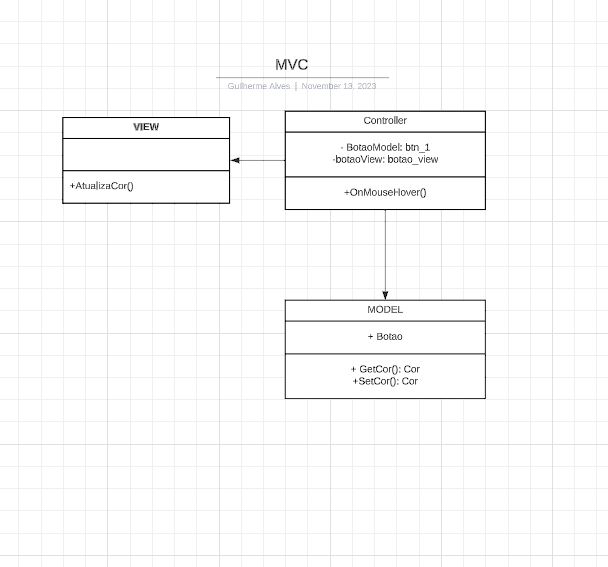 MVC
Guilherme Alves | November 13, 2023
VIEW
+AtualizaCor()
Controller
- BotaoModel: btn_1
-botaoView: botao_view
+OnMouseHover()
MODEL
+ Botao
+ GetCor(): Cor
+SetCor(): Cor